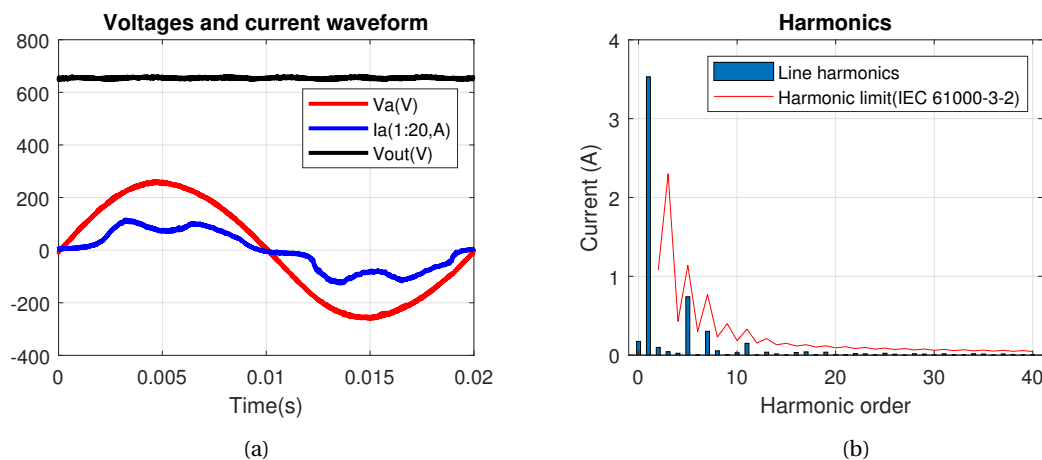 Voltages and current waveform
800
600
400
200
0
-200
-400
Va(V)
Ia(1:20,A)
Vout(V)
0
0.005
0.01
0.015
0.02
Time(s)
(a)
Harmonics
Current (A)
4
3
2
1
0
Line harmonics
Harmonic limit(IEC 61000-3-2)
0
10
20
30
40
Harmonic order
(b)